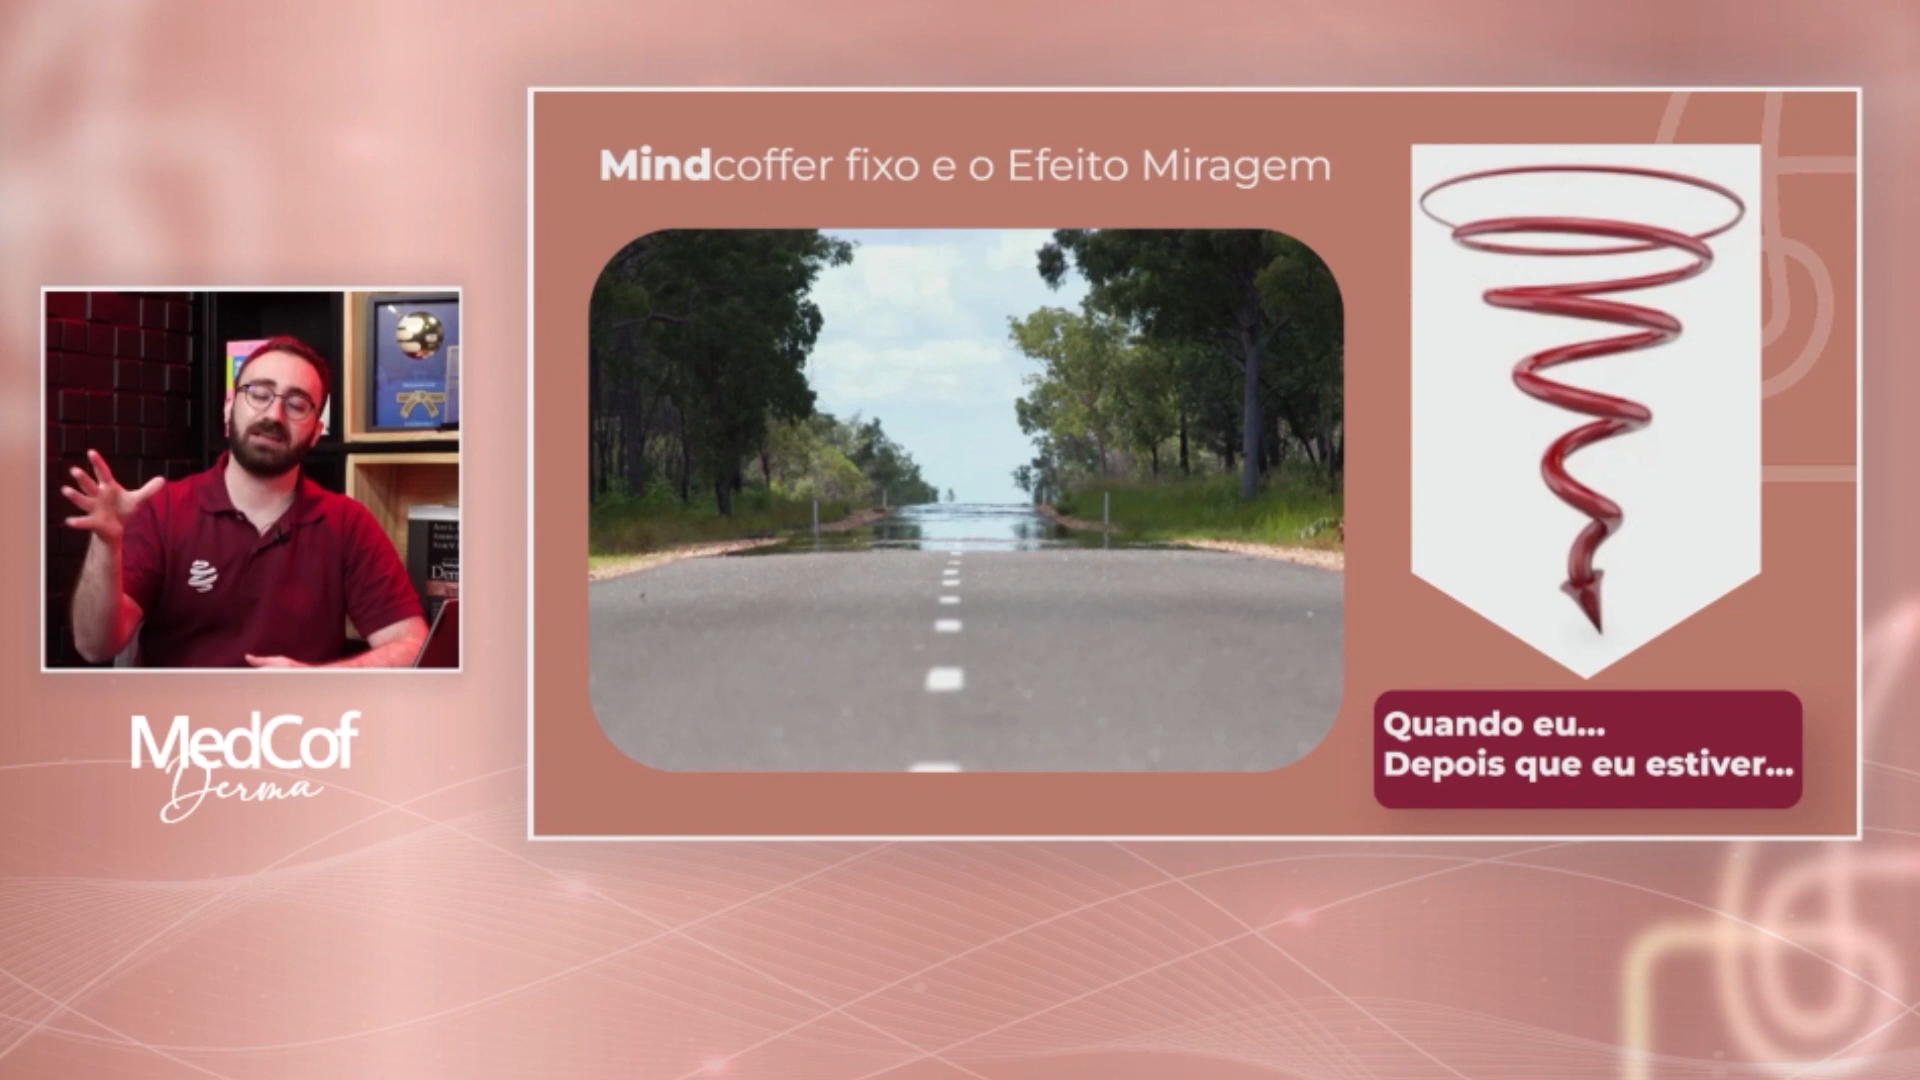 Mindcoffer fixo e o Efeito Miragem
Quando eu...
Depois que eu estiver...
MedCof
Derma